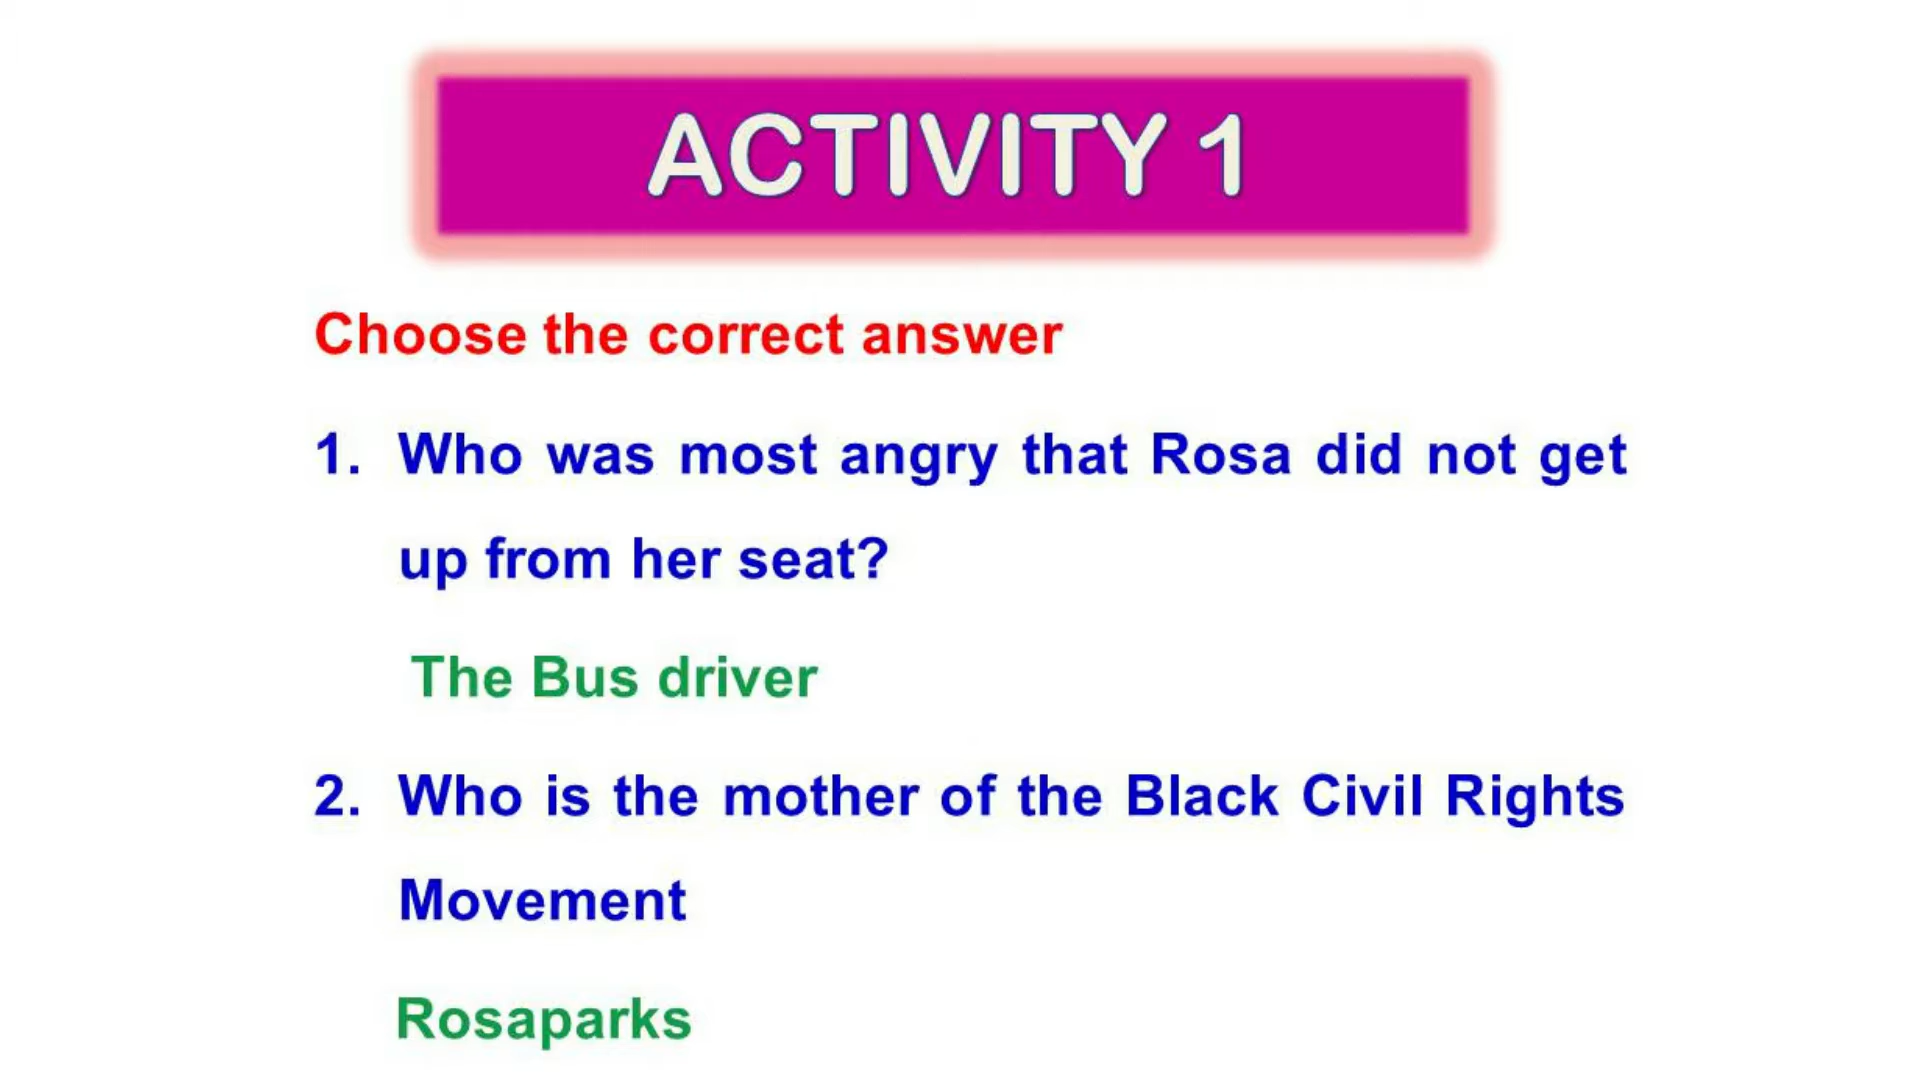 ACTIVITY 1
Choose the correct answer
1. Who was most angry that Rosa did not get
up from her seat?
The Bus driver
2. Who is the mother of the Black Civil Rights
Movement
Rosaparks